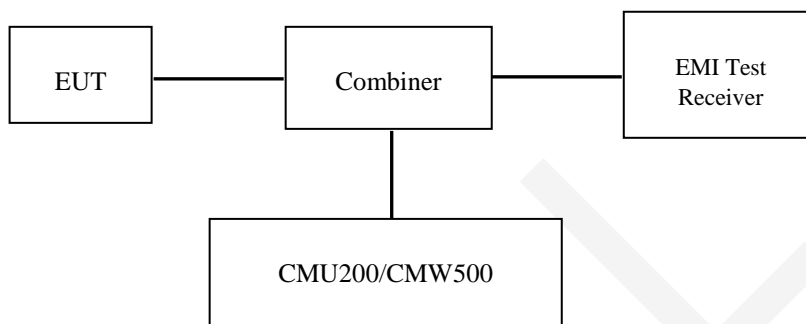 EUT
Combiner
EMI Test
Receiver
CMU200/CMW500